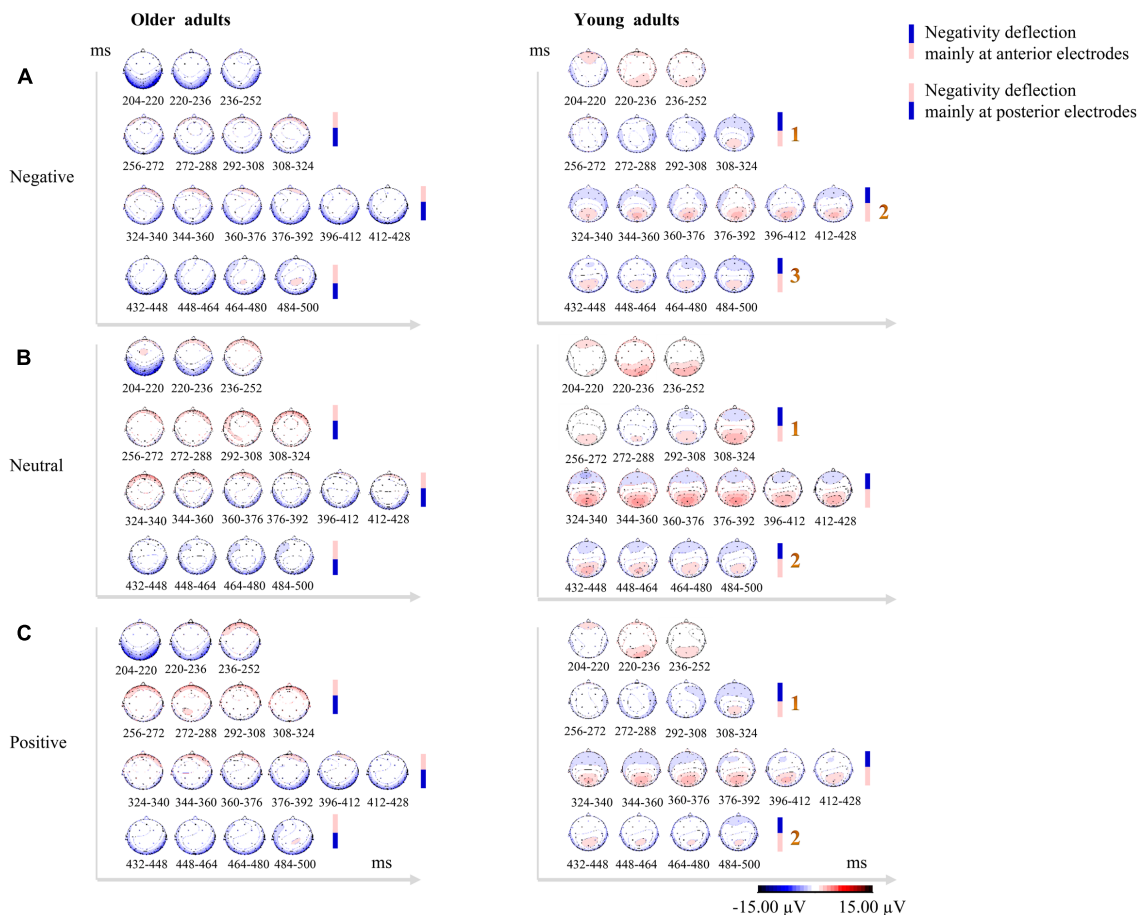 Older adults
Young adults
Negativity deflection
mainly at anterior electrodes
Negativity deflection
mainly at posterior electrodes
ms
A
204-220 220-236 236-252
204-220 220-236 236-252
1
256-272 272-288 292-308 308-324
256-272 272-288 292-308 308-324
Negative
2
324-340 344-360 360-376 376-392 396-412 412-428
324-340 344-360 360-376 376-392 396-412 412-428
3
432-448 448-464 464-480 484-500
432-448 448-464 464-480 484-500
B
204-220 220-236 236-252
204-220 220-236 236-252
1
256-272 272-288 292-308 308-324
256-272 272-288 292-308 308-324
Neutral
324-340 344-360 360-376 376-392 396-412 412-428
324-340 344-360 360-376 376-392 396-412 412-428
2
432-448 448-464 464-480 484-500
432-448 448-464 464-480 484-500
C
204-220 220-236 236-252
204-220 220-236 236-252
1
256-272 272-288 292-308 308-324
256-272 272-288 292-308 308-324
Positive
324-340 344-360 360-376 376-392 396-412 412-428
324-340 344-360 360-376 376-392 396-412 412-428
2
432-448 448-464 464-480 484-500
432-448 448-464 464-480 484-500
ms
ms
-15.00 µV 15.00 µV